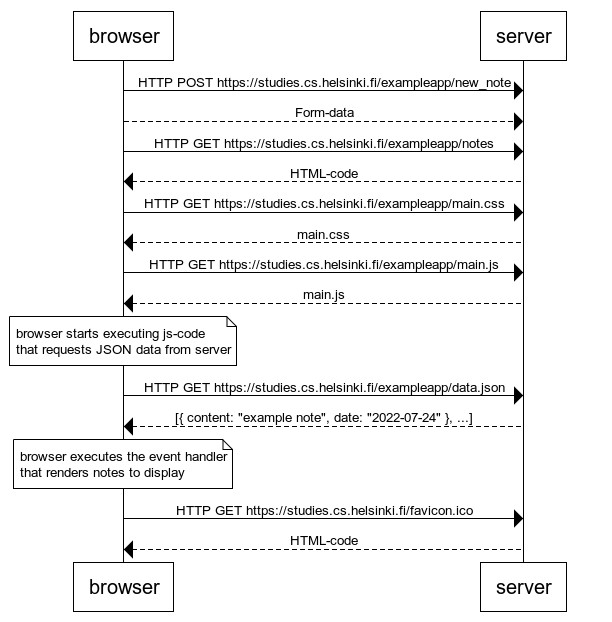 browser
server
HTTP POST https://studies.cs.helsinki.fi/exampleapp/new_note
Form-data
HTTP GET https://studies.cs.helsinki.fi/exampleapp/notes
HTML-code
HTTP GET https://studies.cs.helsinki.fi/exampleapp/main.css
main.css
HTTP GET https://studies.cs.helsinki.fi/exampleapp/main.js
main.js
browser starts executing js-code
that requests JSON data from server
HTTP GET https://studies.cs.helsinki.fi/exampleapp/data.json
[{ content: "example note", date: "2022-07-24" }, ...]
browser executes the event handler
that renders notes to display
HTTP GET https://studies.cs.helsinki.fi/favicon.ico
HTML-code
browser
server